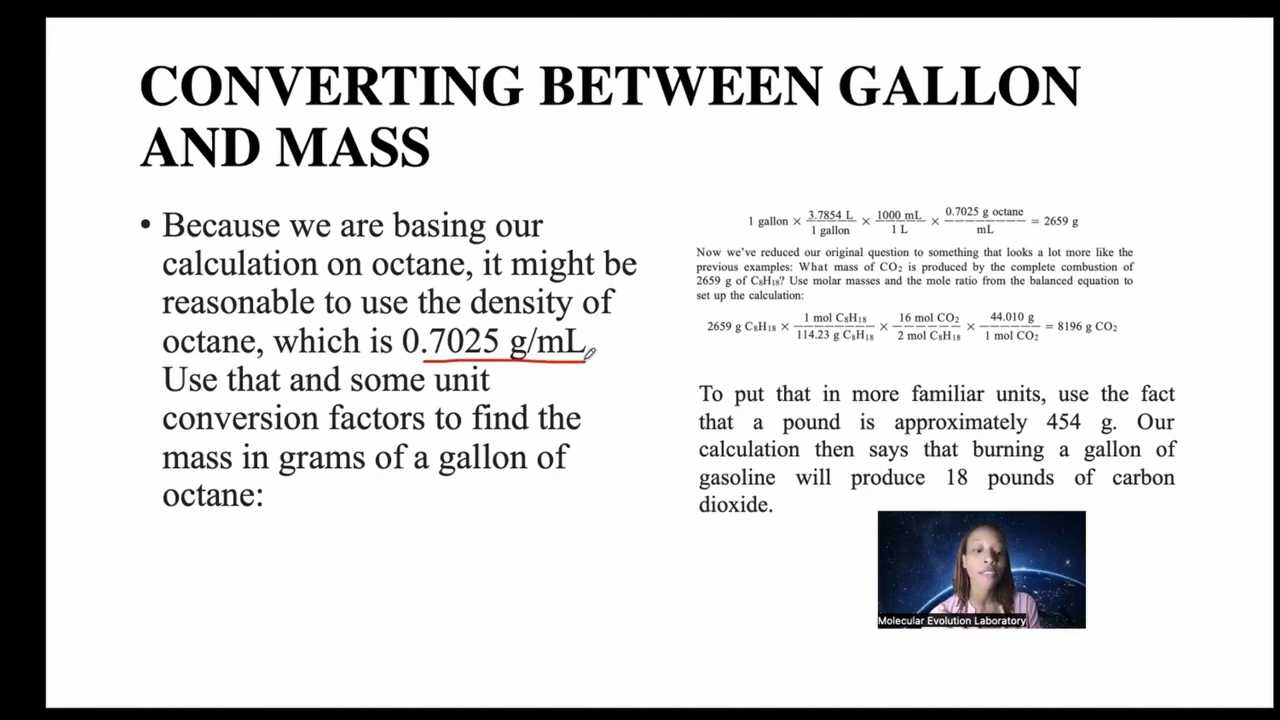 CONVERTING BETWEEN GALLON
AND MASS
• Because we are basing our
calculation on octane, it might be
reasonable to use the density of
octane, which is 0.7025 g/mL.
Use that and some unit
conversion factors to find the
mass in grams of a gallon of
octane:
1 gallon × 3.7854 L / 1 gallon × 1000 mL / 1 L × 0.7025 g octane / mL = 2659 g
Now we’ve reduced our original question to something that looks a lot more like the
previous examples: What mass of CO₂ is produced by the complete combustion of
2659 g of C₈H₁₈? Use molar masses and the mole ratio from the balanced equation to
set up the calculation:
2659 g C₈H₁₈ × 1 mol C₈H₁₈ / 114.23 g C₈H₁₈ × 16 mol CO₂ / 2 mol C₈H₁₈ × 44.010 g / 1 mol CO₂ = 8196 g CO₂
To put that in more familiar units, use the fact
that a pound is approximately 454 g. Our
calculation then says that burning a gallon of
gasoline will produce 18 pounds of carbon
dioxide.
Molecular Evolution Laboratory